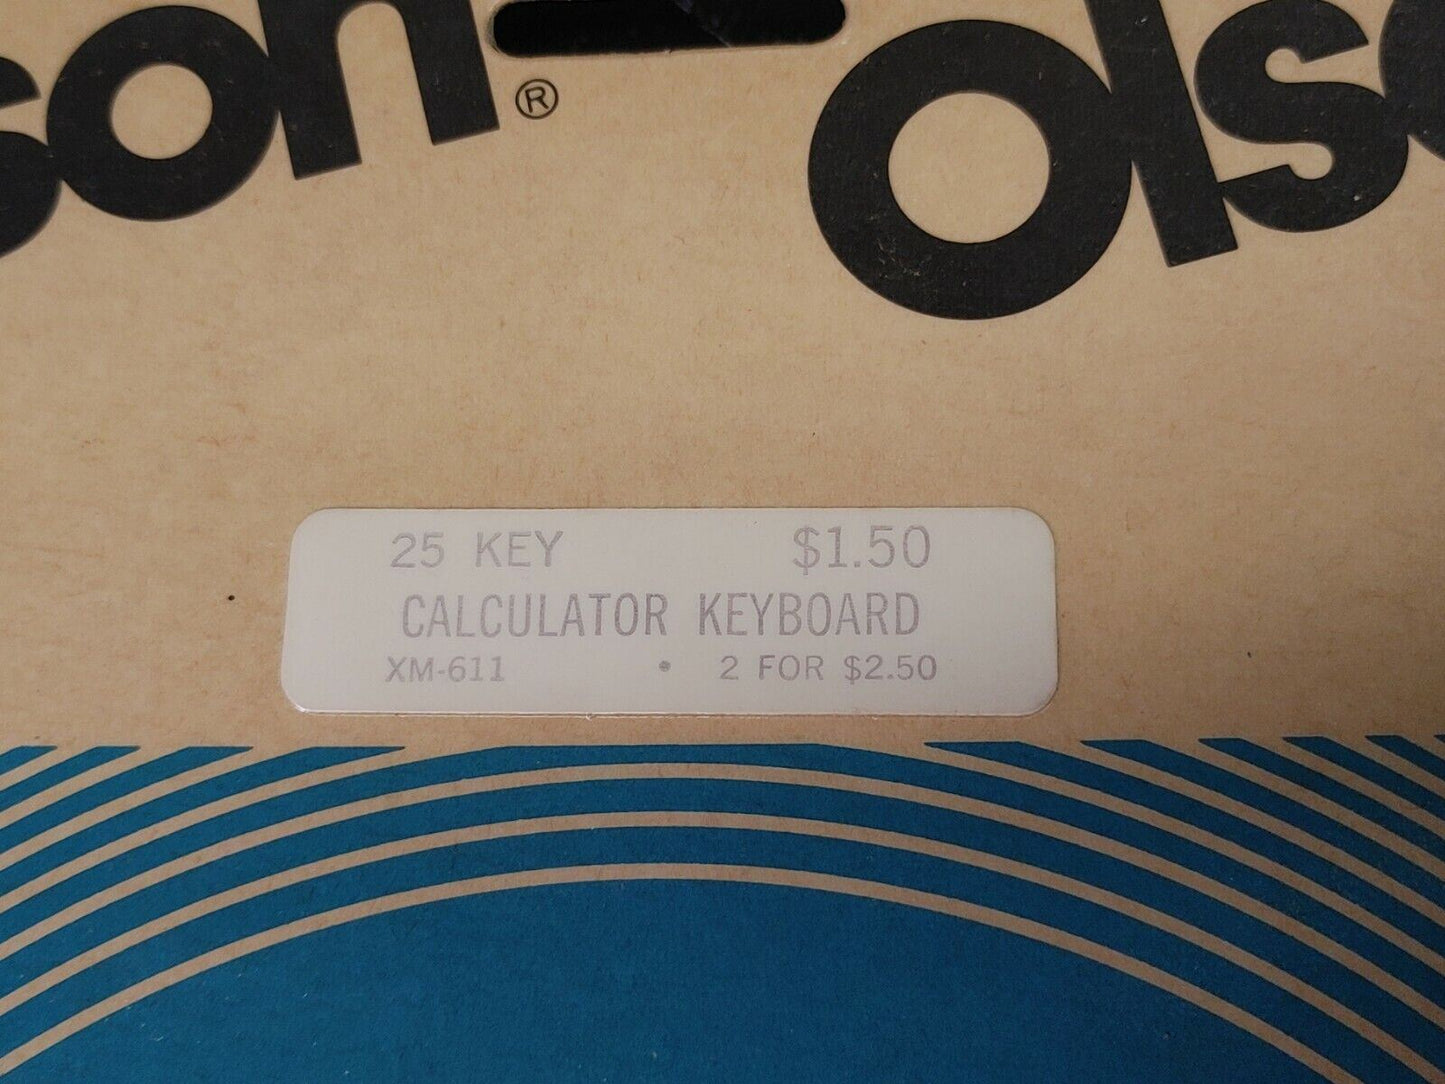 son®
Olso
25 KEY $1.50
CALCULATOR KEYBOARD
XM-611 • 2 FOR $2.50